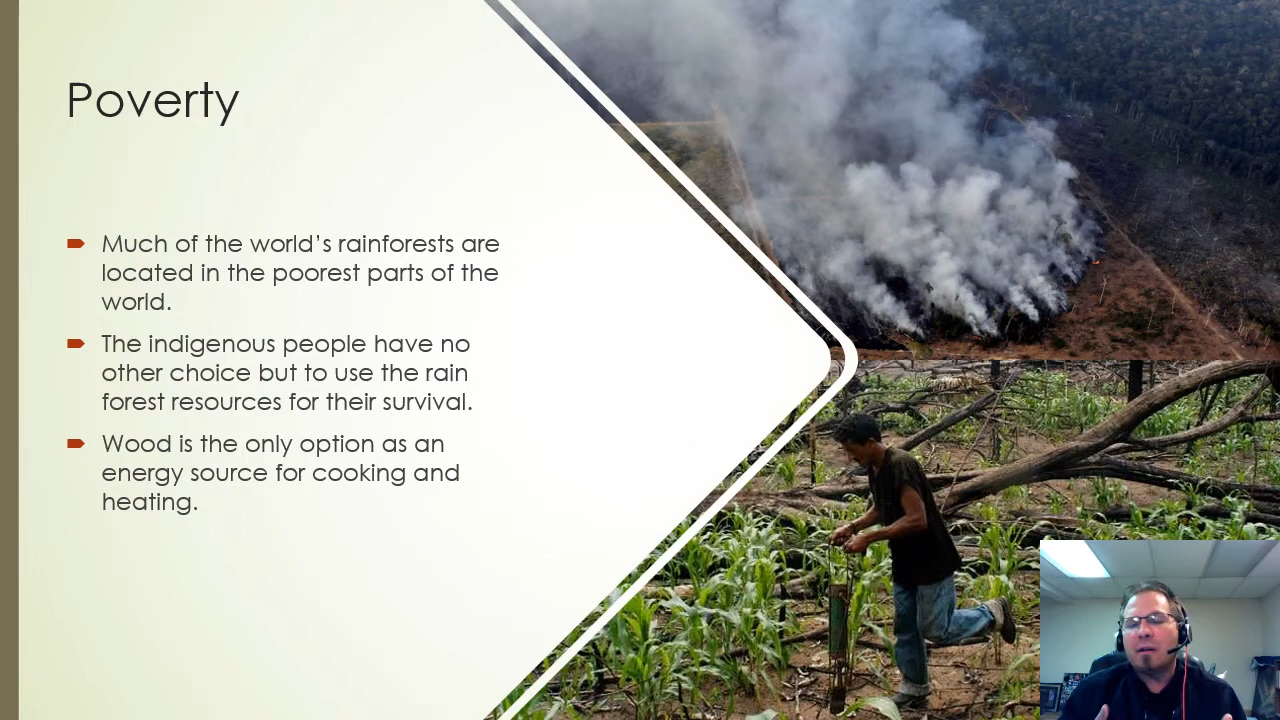 Poverty
Much of the world's rainforests are
located in the poorest parts of the
world.
The indigenous people have no
other choice but to use the rain
forest resources for their survival.
Wood is the only option as an
energy source for cooking and
heating.